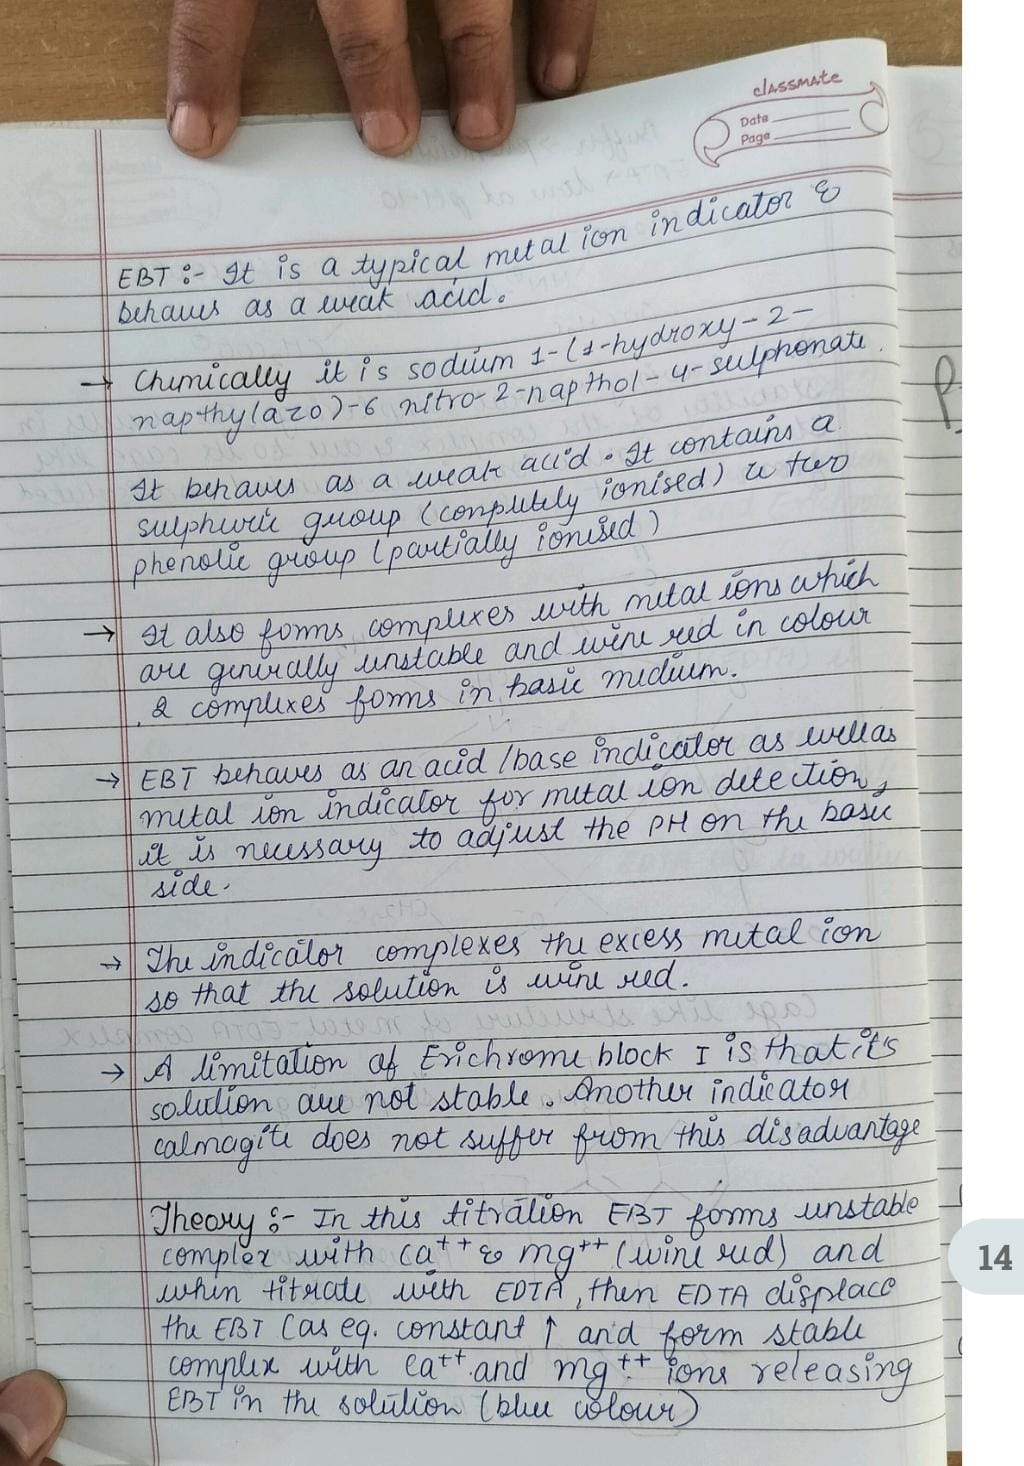 classmate
Date
Page
EBT :- It is a typical metal ion indicator &
behaves as a weak acid.
→ Chemically it is sodium 1-(1-hydroxy-2-
napthy(azo)-6 nitro-2-napthol-4-sulphonate.
It behaves as a weak acid. It contains a
sulphuric group (completely ionised) & two
phenolic group (partially ionised)
→ It also forms complexes with metal ions which
are generally unstable and wine red in colour
& complexes forms in basic medium.
→ EBT behaves as an acid/base indicator as well as
metal ion indicator for metal ion detection,
it is necessary to adjust the PH on the basic
side.
→ The indicator complexes the excess metal ion
so that the solution is wine red.
→ A limitation of Erichrome block I is that it's
solution are not stable. Another indicator
calmagite does not suffer from this disadvantage
Theory :- In this titration EBT forms unstable
complex with Ca++ & mg++ (wine red) and
when titrate with EDTA, then EDTA displace
the EBT (as eq. constant ↑ and form stable
complex with Ca++ and mg++ ions releasing
EBT in the solution (blue colour)
14